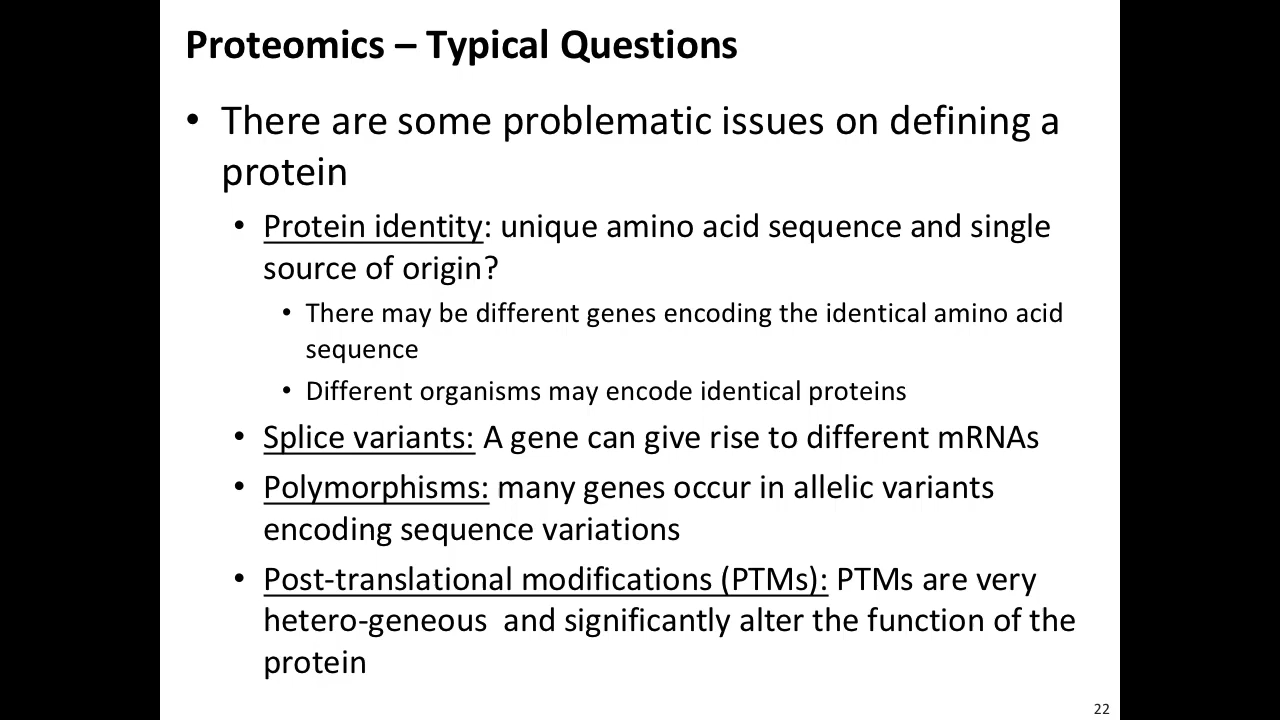 Proteomics – Typical Questions
• There are some problematic issues on defining a
protein
• Protein identity: unique amino acid sequence and single
source of origin?
• There may be different genes encoding the identical amino acid
sequence
• Different organisms may encode identical proteins
• Splice variants: A gene can give rise to different mRNAs
• Polymorphisms: many genes occur in allelic variants
encoding sequence variations
• Post-translational modifications (PTMs): PTMs are very
hetero-geneous  and significantly alter the function of the
protein
22